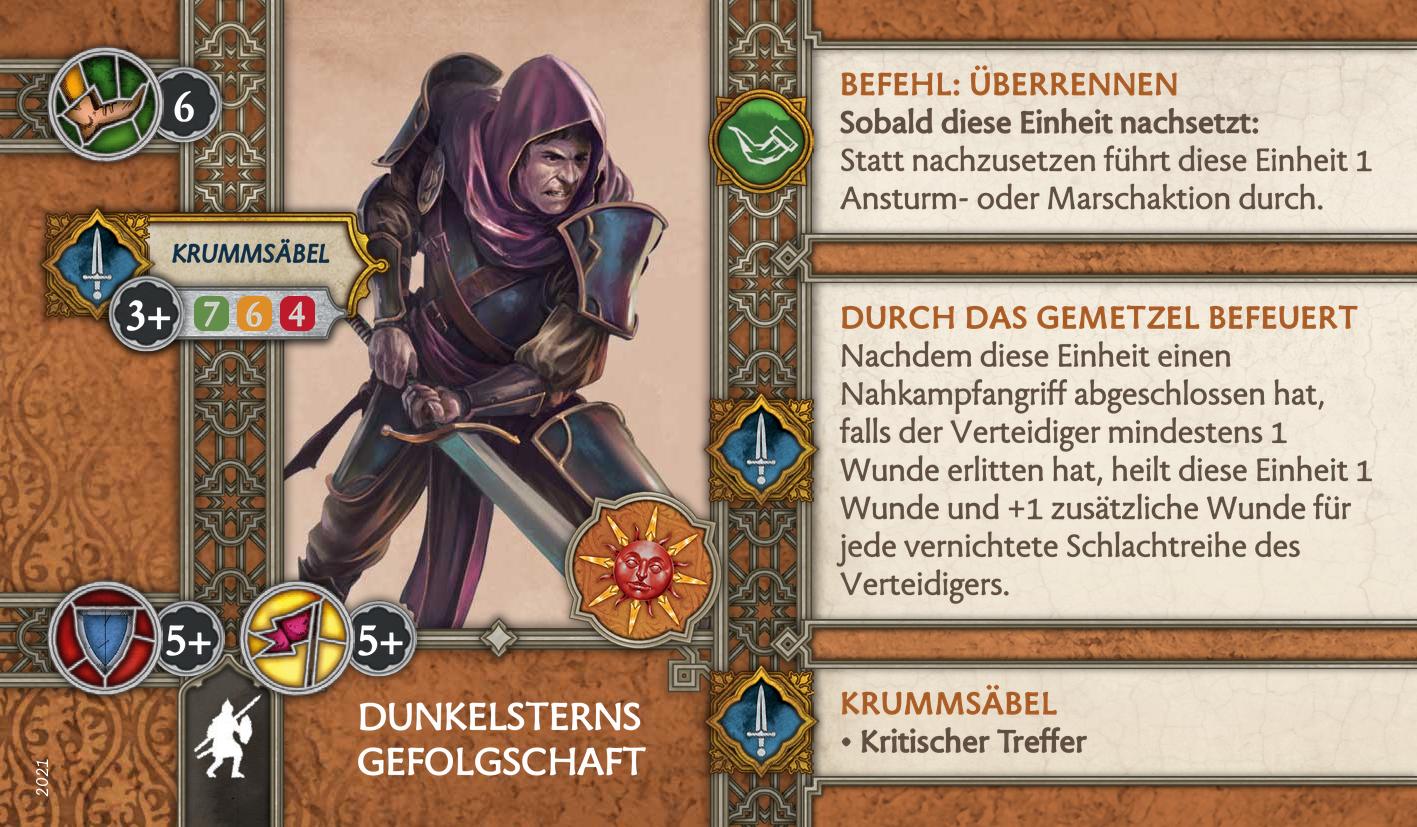 6
KRUMMSÄBEL
3+ 7 6 4
5+ 5+
DUNKELSTERNS
GEFOLGSCHAFT
2021
BEFEHL: ÜBERRENNEN
Sobald diese Einheit nachsetzt:
Statt nachzusetzen führt diese Einheit 1
Ansturm- oder Marschaktion durch.
DURCH DAS GEMETZEL BEFEUERT
Nachdem diese Einheit einen
Nahkampfangriff abgeschlossen hat,
falls der Verteidiger mindestens 1
Wunde erlitten hat, heilt diese Einheit 1
Wunde und +1 zusätzliche Wunde für
jede vernichtete Schlachtreihe des
Verteidigers.
KRUMMSÄBEL
• Kritischer Treffer